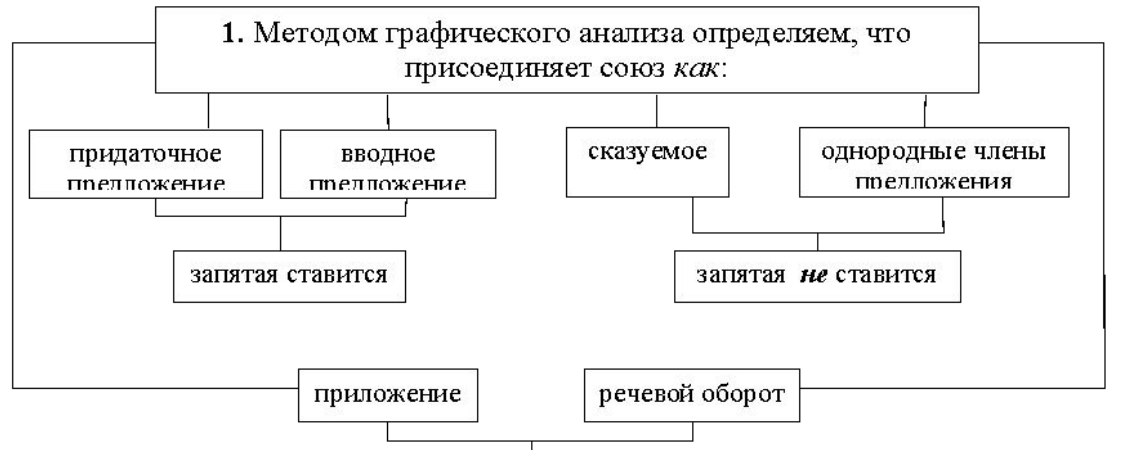 1. Методом графического анализа определяем, что
присоединяет союз как:
придаточное
предложение
вводное
предложение
сказуемое
однородные члены
предложения
запятая ставится
запятая не ставится
приложение
речевой оборот